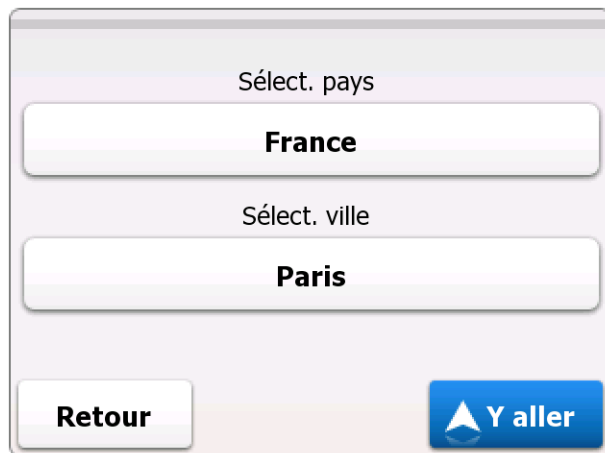 Sélect. pays
France
Sélect. ville
Paris
Retour
Y aller